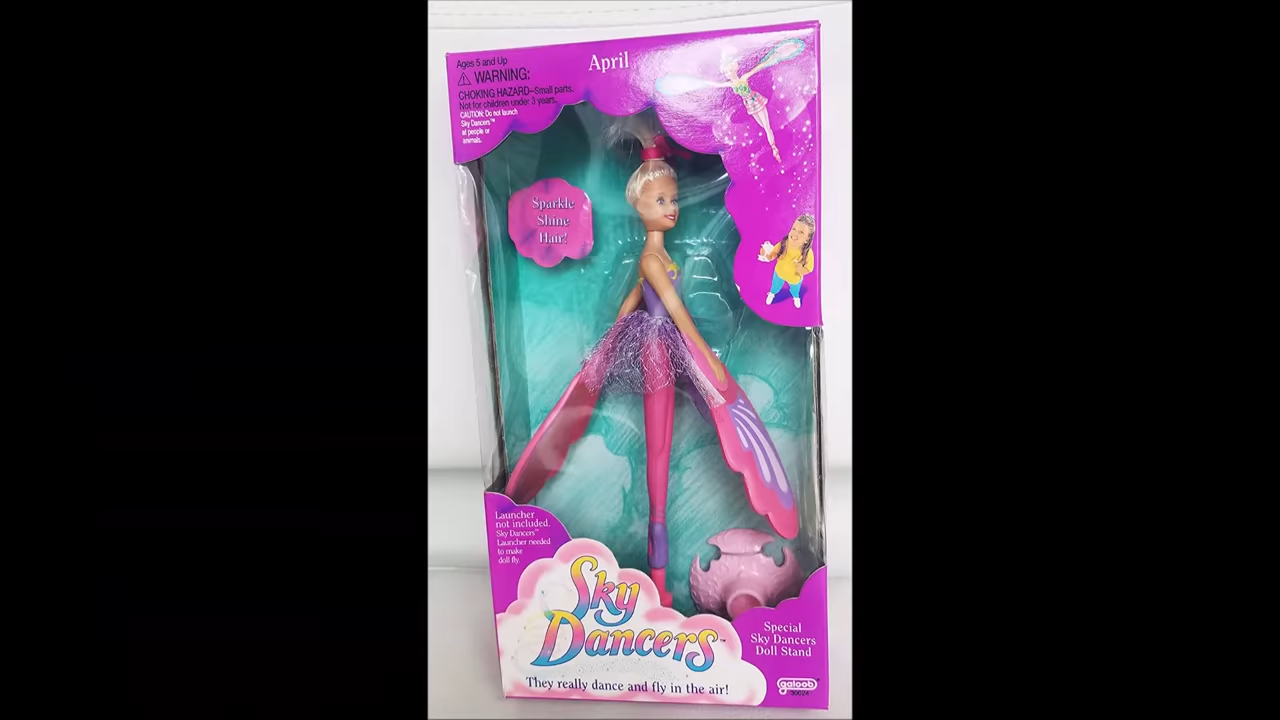 Ages 5 and Up
WARNING:
CHOKING HAZARD–Small parts.
Not for children under 3 years.
CAUTION: Do not launch
Sky Dancers™
at people or
animals.
April
Sparkle
Shine
Hair!
Launcher
not included.
Sky Dancers™
Launcher needed
to make
doll fly.
Sky
Dancers™
They really dance and fly in the air!
Special
Sky Dancers
Doll Stand
galoob®
30024